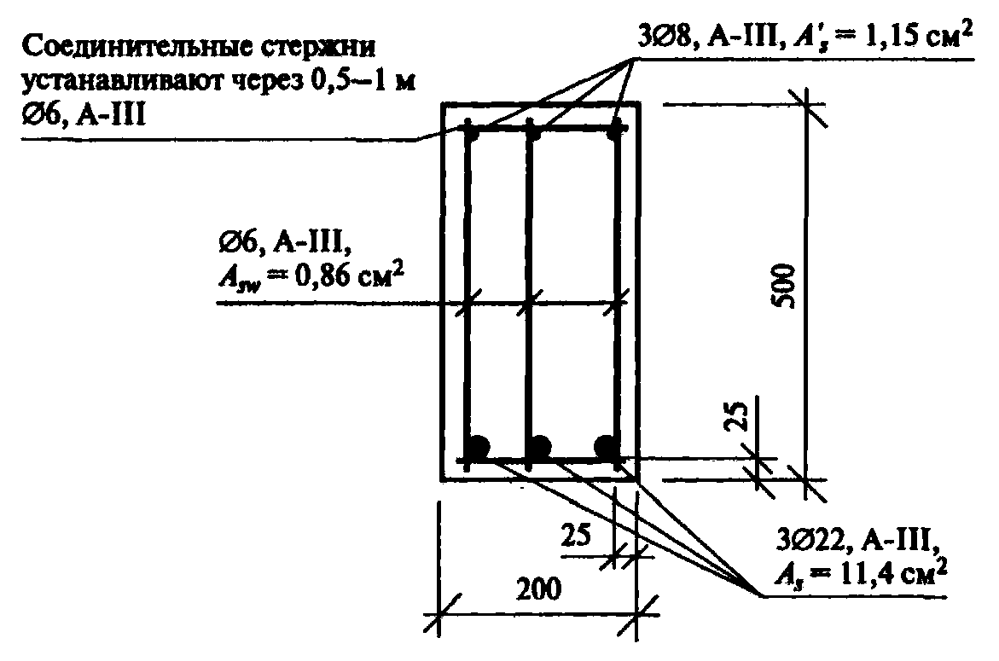 Соединительные стержни
устанавливают через 0,5–1 м
Ø6, А-III
3Ø8, А-III, A's = 1,15 см²
Ø6, А-III,
Asw = 0,86 см²
500
25
25
200
3Ø22, А-III,
As = 11,4 см²